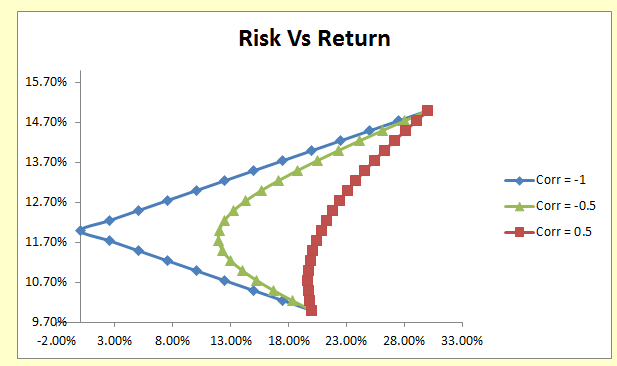 Risk Vs Return
15.70%
14.70%
13.70%
12.70%
11.70%
10.70%
9.70%
-2.00% 3.00% 8.00% 13.00% 18.00% 23.00% 28.00% 33.00%
Corr = -1
Corr = -0.5
Corr = 0.5